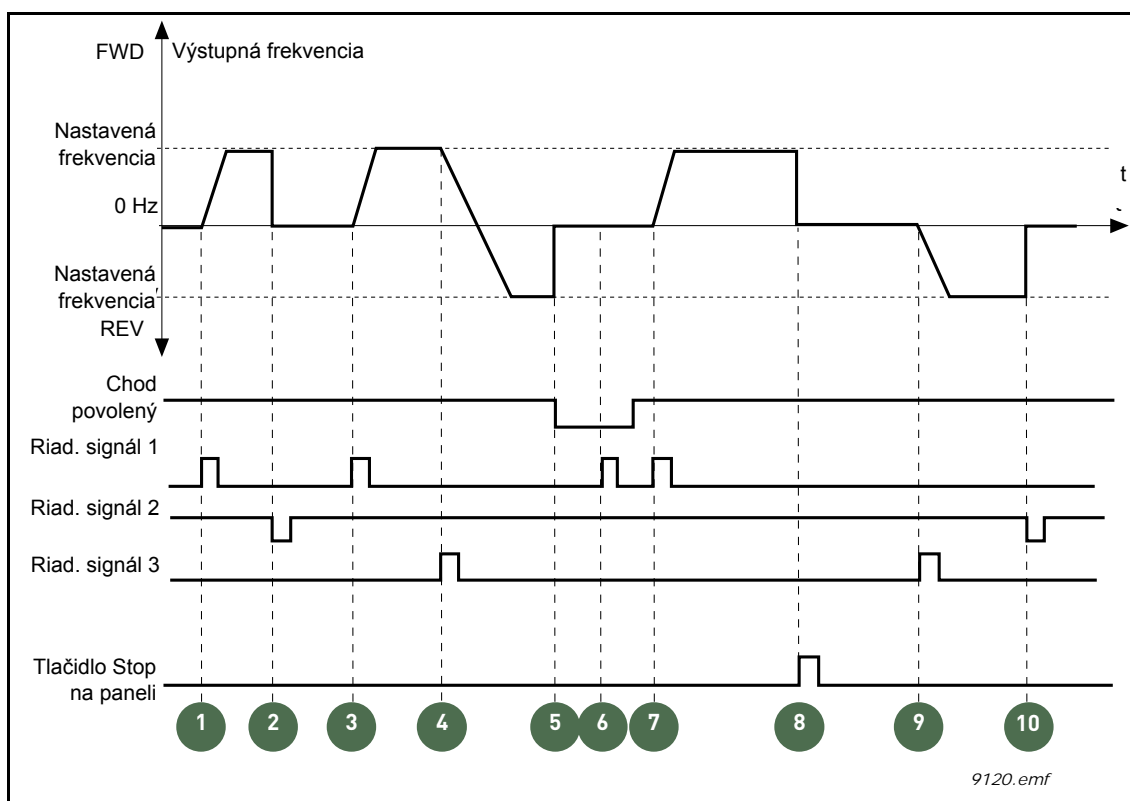 FWD
Výstupná frekvencia
Nastavená
frekvencia
0 Hz
t
Nastavená
frekvencia
REV
Chod
povolený
Riad. signál 1
Riad. signál 2
Riad. signál 3
Tlačidlo Stop
na paneli
1 2 3 4 5 6 7 8 9 10
9120.emf